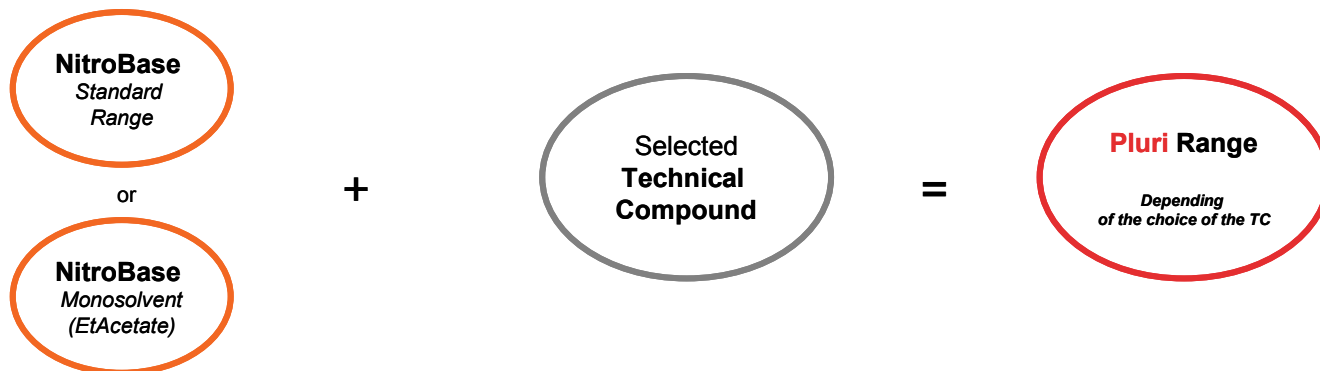 NitroBase
Standard
Range
or
NitroBase
Monosolvent
(EtAcetate)
+
Selected
Technical
Compound
=
Pluri Range
Depending
of the choice of the TC